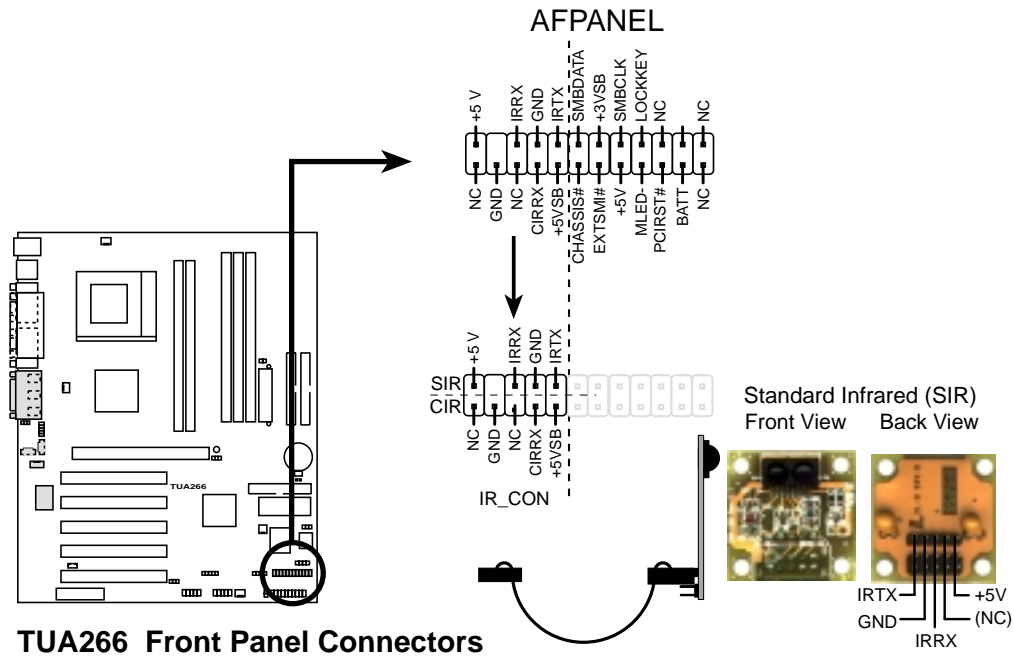 AFPANEL
+5 V
IRRX
GND
IRTX
SMBDATA
+3VSB
SMBCLK
LOCKKEY
NC
NC
NC
GND
NC
CIRRX
+5VSB
CHASSIS#
EXTSMI#
+5V
MLED-
PCIRST#
BATT
NC
+5 V
IRRX
GND
IRTX
SIR
CIR
NC
GND
NC
CIRRX
+5VSB
IR_CON
TUA266
Standard Infrared (SIR)
Front View Back View
IRTX
+5V
GND
(NC)
IRRX
TUA266 Front Panel Connectors